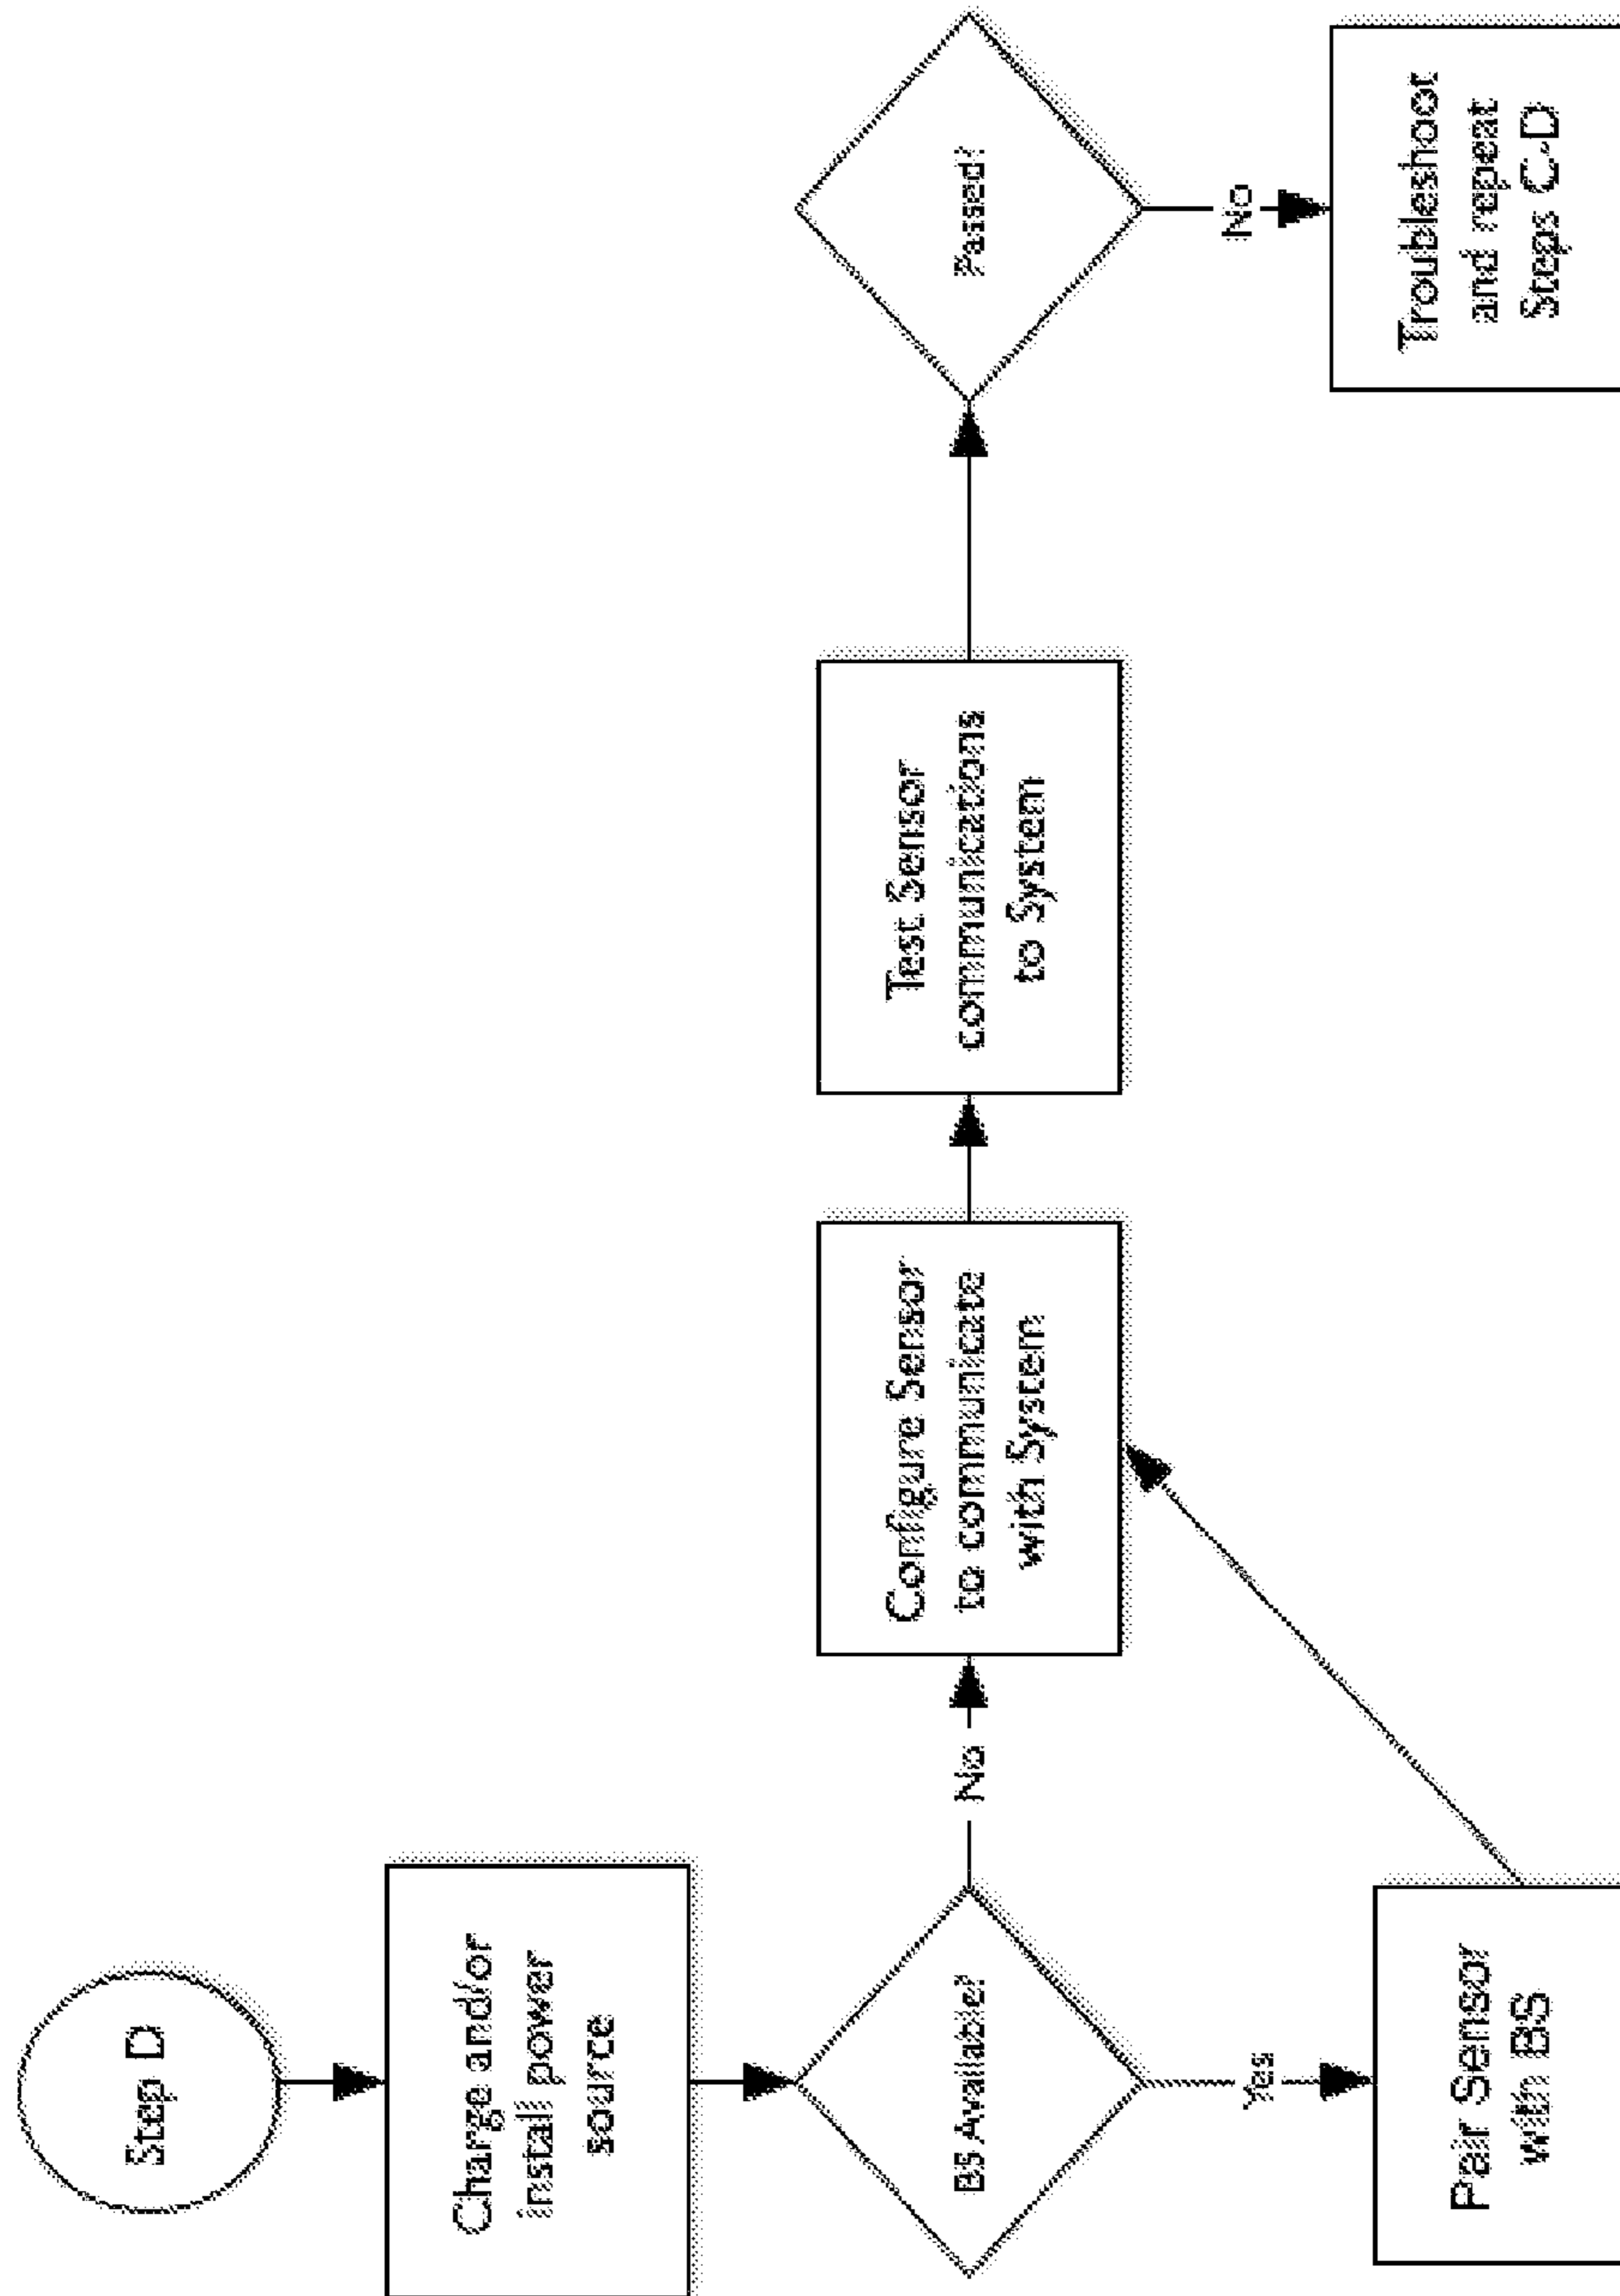 Step D
Charge and/or
install power
source
BS Available?
No
Yes
Pair Sensor
with BS
Configure Sensor
to communicate
with System
Test Sensor
communications
to System
Passed?
No
Troubleshoot
and repeat
Steps C-D